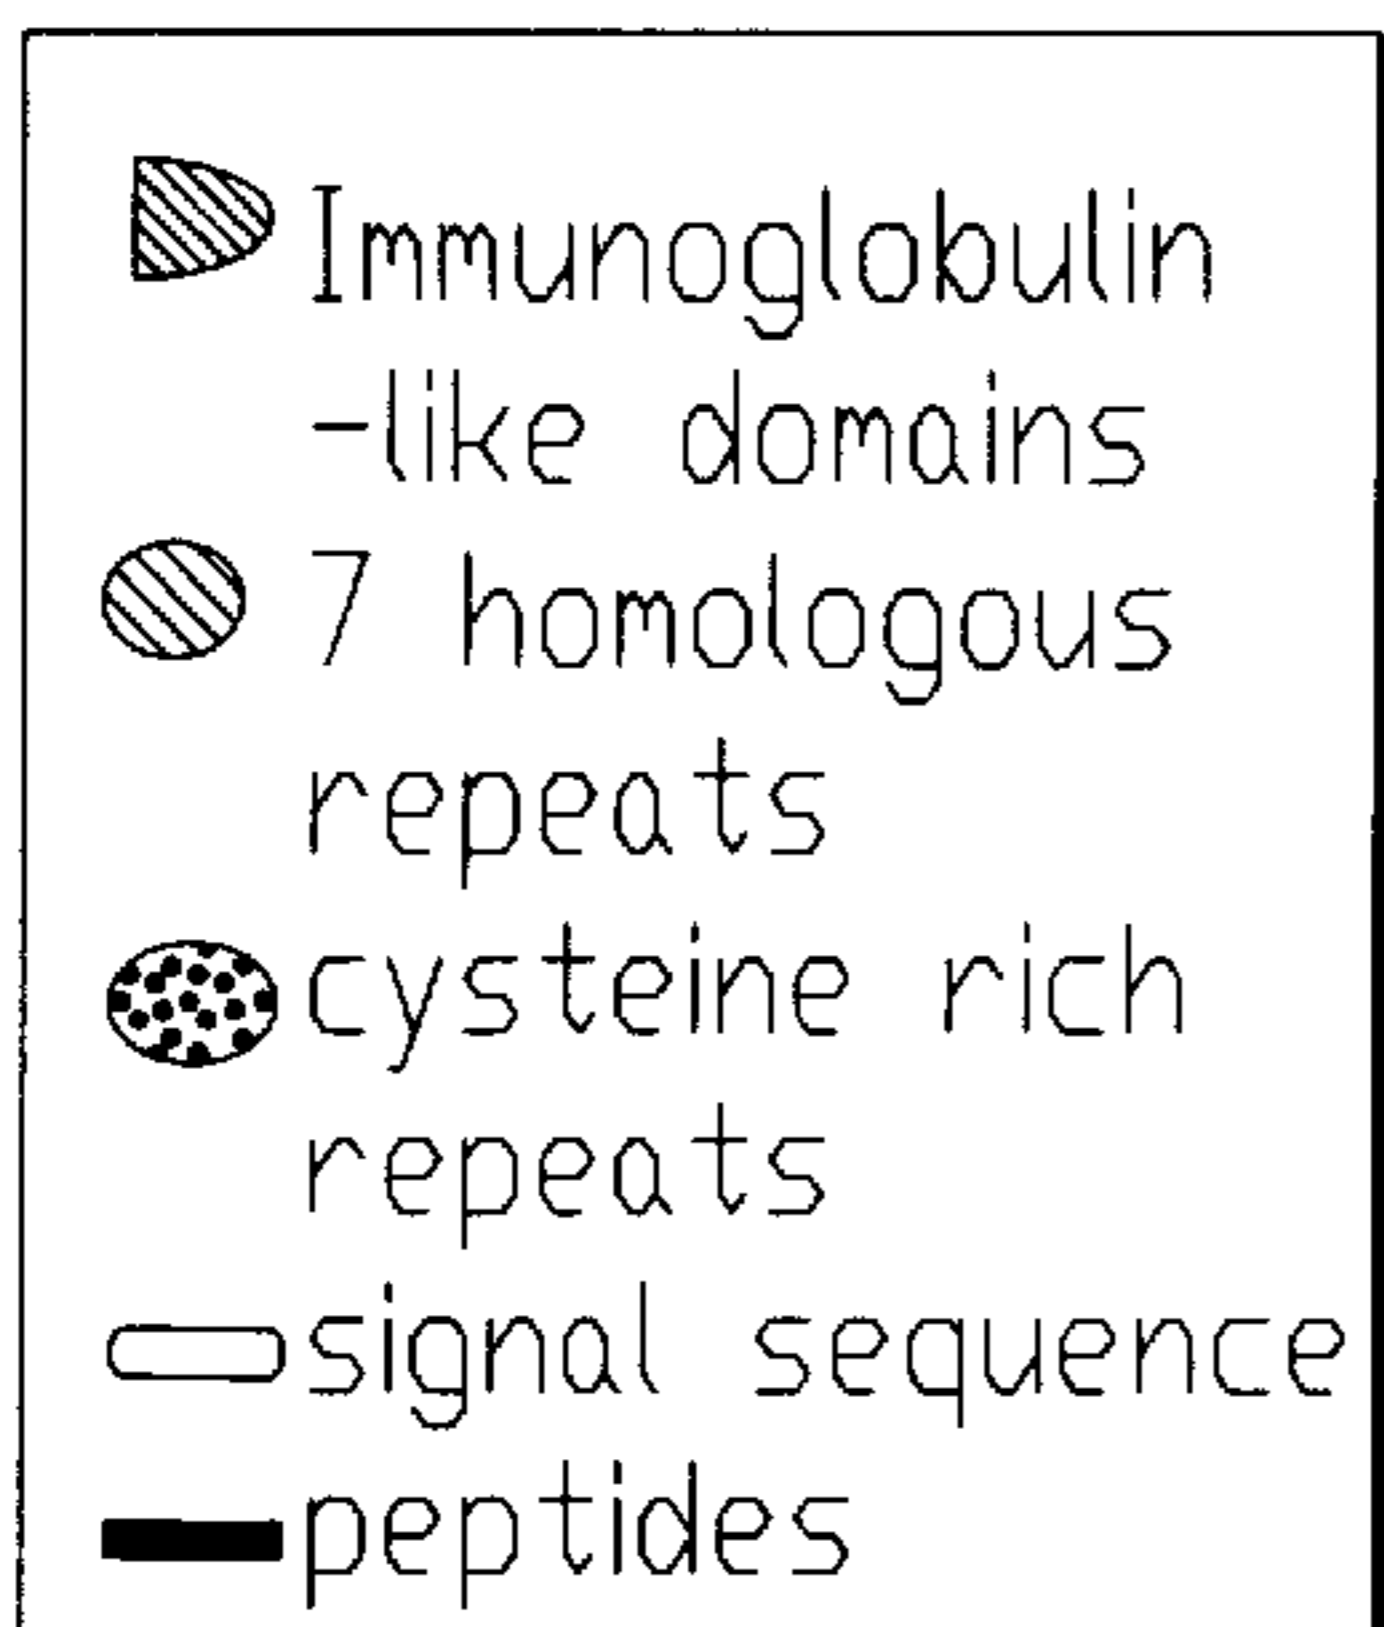 Immunoglobulin
-like domains
7 homologous
repeats
cysteine rich
repeats
signal sequence
peptides